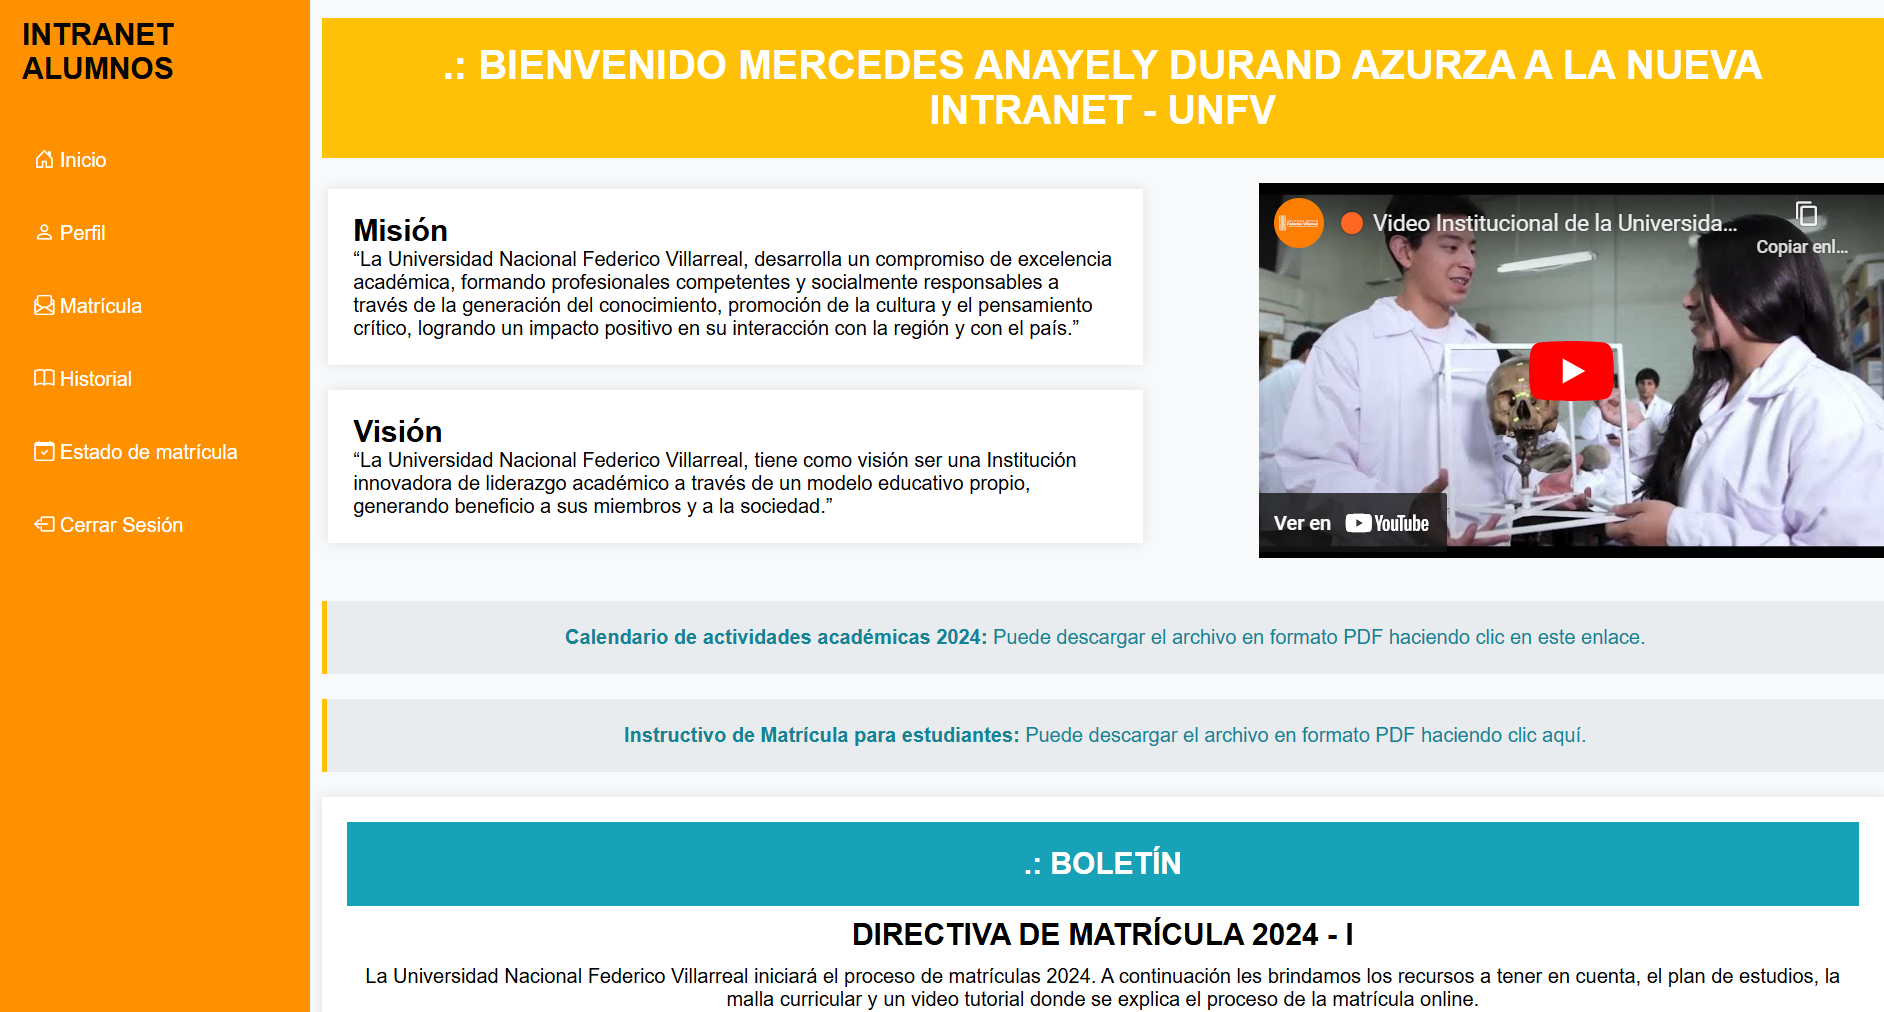 INTRANET
ALUMNOS
Inicio
Perfil
Matrícula
Historial
Estado de matrícula
Cerrar Sesión
.: BIENVENIDO MERCEDES ANAYELY DURAND AZURZA A LA NUEVA
INTRANET - UNFV
Misión
“La Universidad Nacional Federico Villarreal, desarrolla un compromiso de excelencia
académica, formando profesionales competentes y socialmente responsables a
través de la generación del conocimiento, promoción de la cultura y el pensamiento
crítico, logrando un impacto positivo en su interacción con la región y con el país.”
Visión
“La Universidad Nacional Federico Villarreal, tiene como visión ser una Institución
innovadora de liderazgo académico a través de un modelo educativo propio,
generando beneficio a sus miembros y a la sociedad.”
Video Institucional de la Universida...
Copiar enl...
Ver en YouTube
Calendario de actividades académicas 2024: Puede descargar el archivo en formato PDF haciendo clic en este enlace.
Instructivo de Matrícula para estudiantes: Puede descargar el archivo en formato PDF haciendo clic aquí.
.: BOLETÍN
DIRECTIVA DE MATRÍCULA 2024 - I
La Universidad Nacional Federico Villarreal iniciará el proceso de matrículas 2024. A continuación les brindamos los recursos a tener en cuenta, el plan de estudios, la
malla curricular y un video tutorial donde se explica el proceso de la matrícula online.